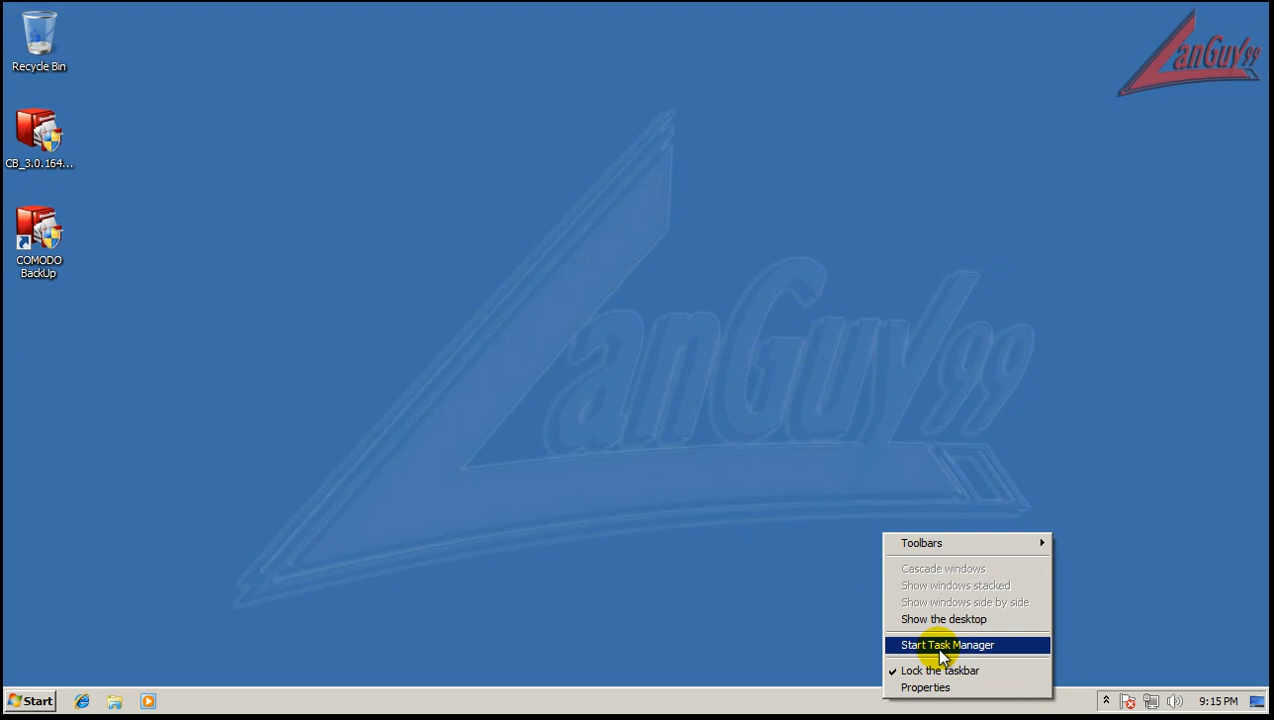 Recycle Bin
CB_3.0.164...
COMODO
BackUp
LanGuy99
LanGuy99
Toolbars
Cascade windows
Show windows stacked
Show windows side by side
Show the desktop
Start Task Manager
Lock the taskbar
Properties
Start
9:15 PM